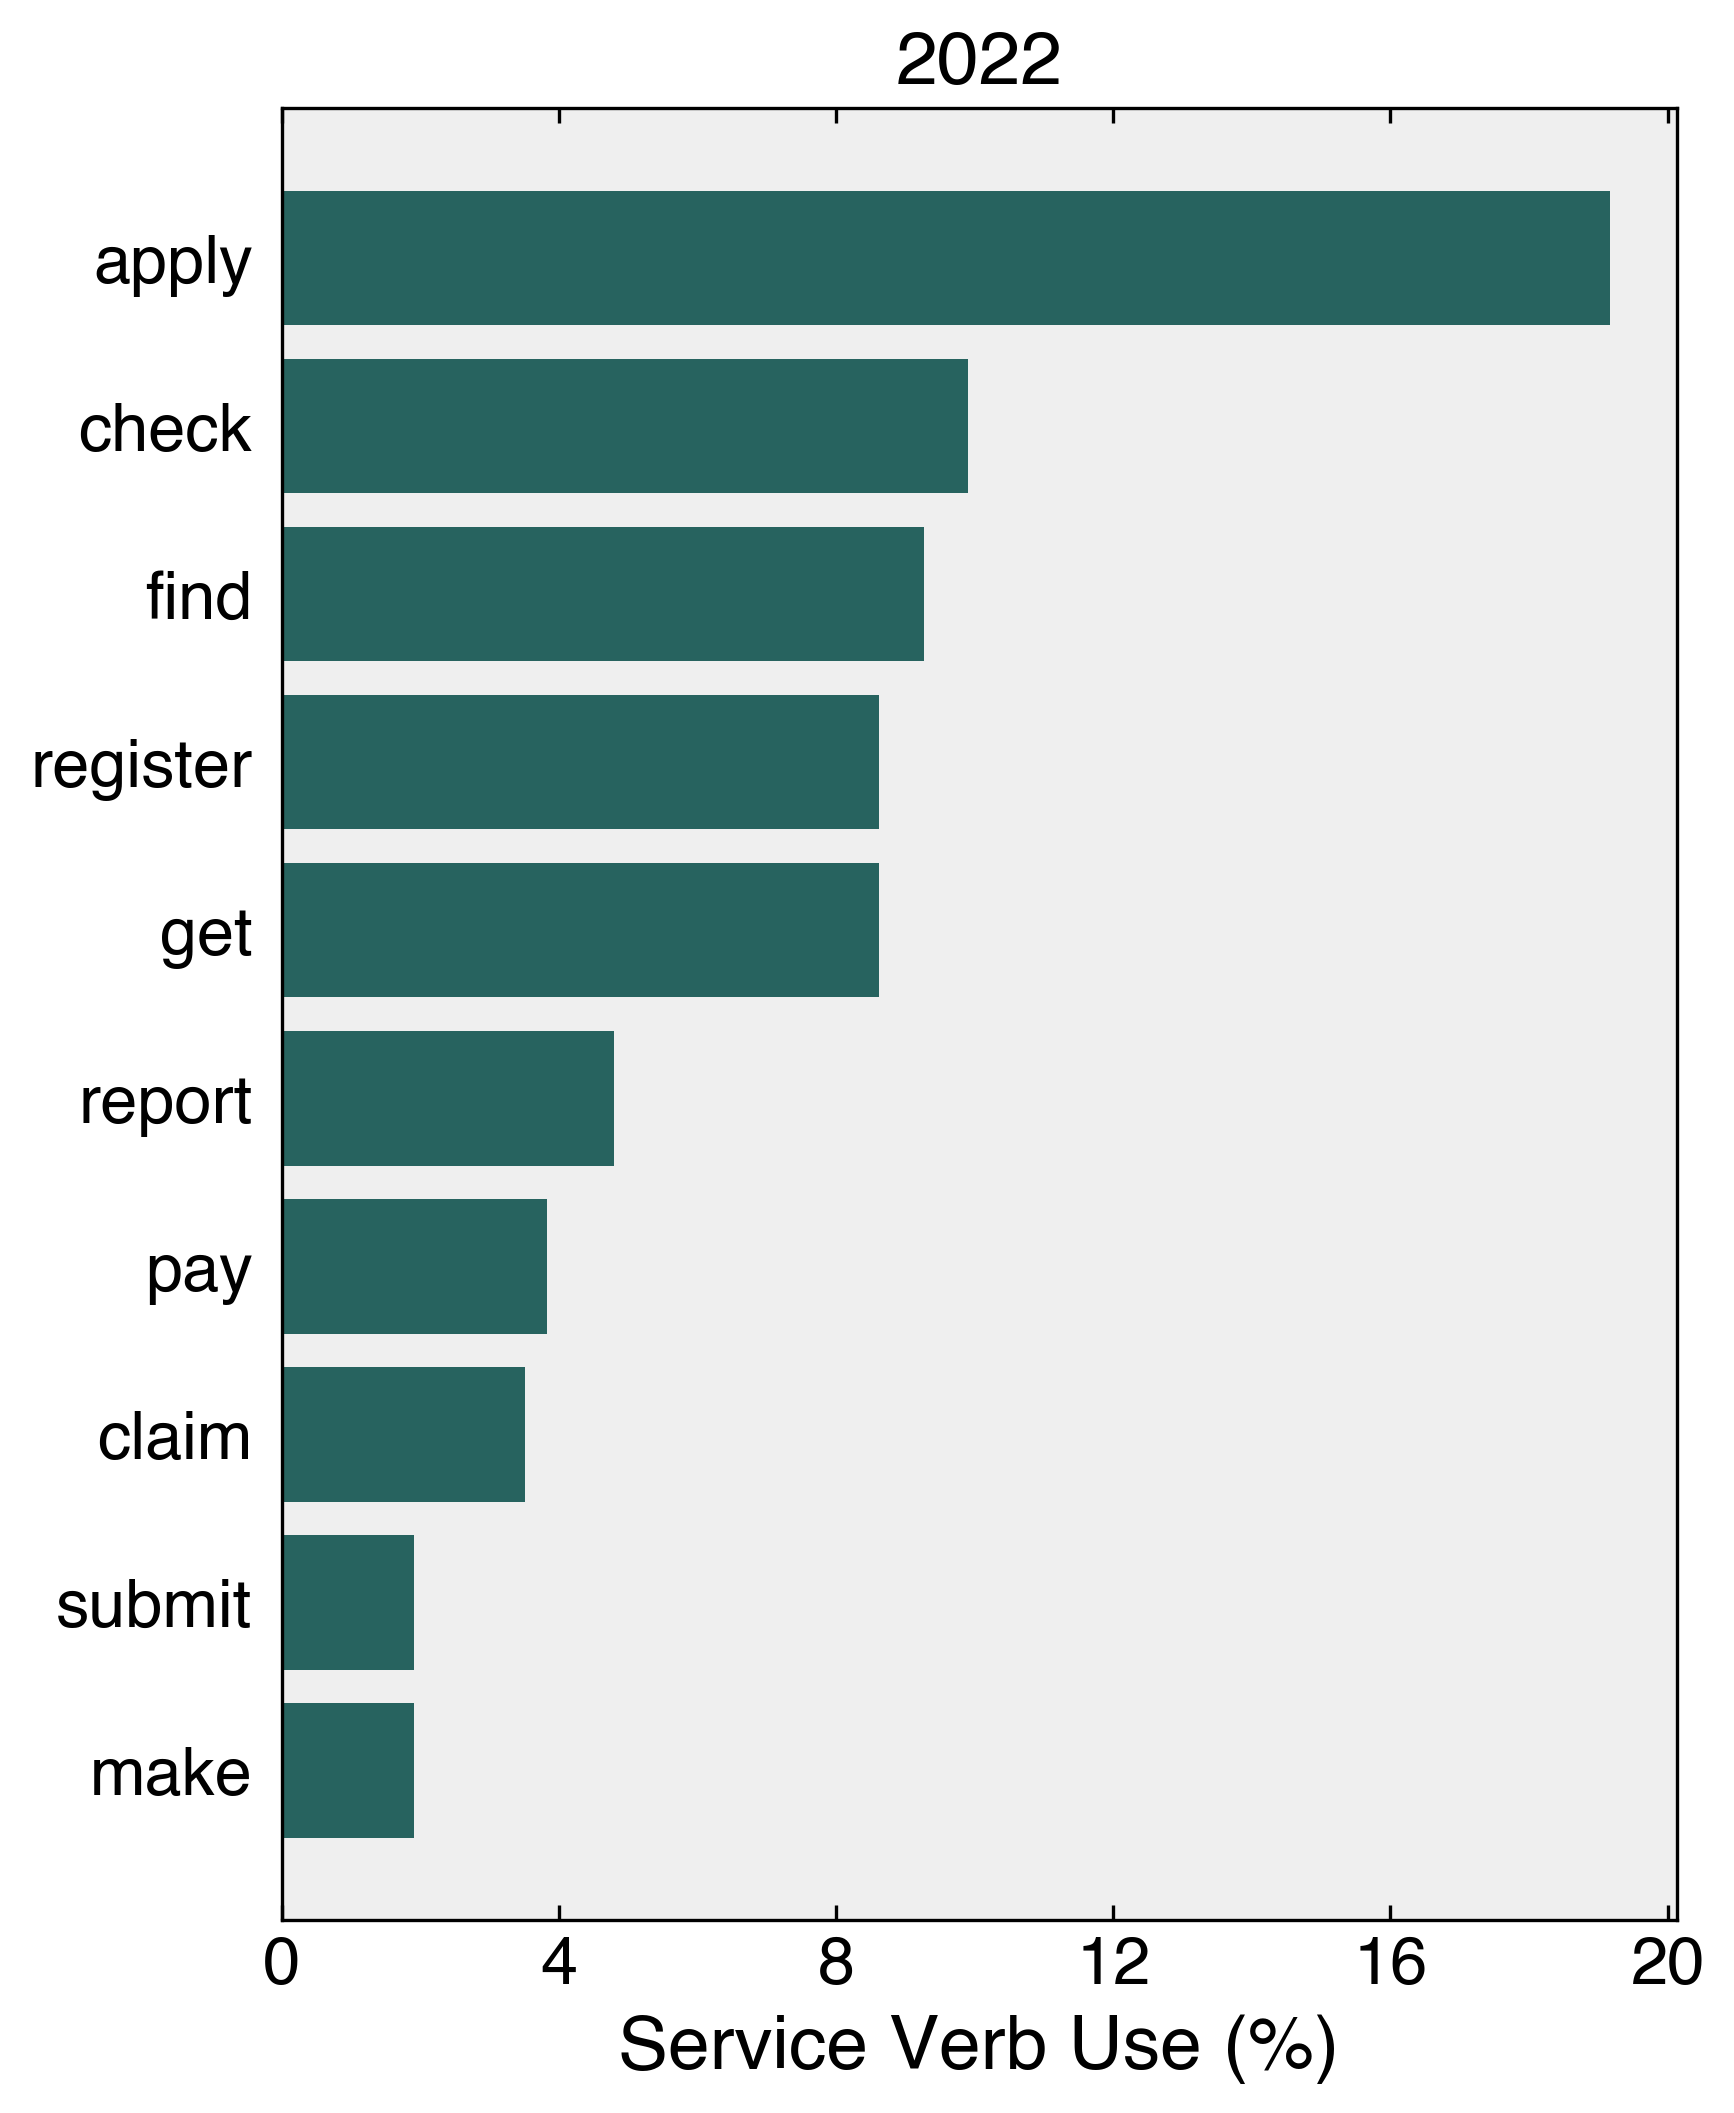 2022
apply
check
find
register
get
report
pay
claim
submit
make
0 4 8 12 16 20
Service Verb Use (%)